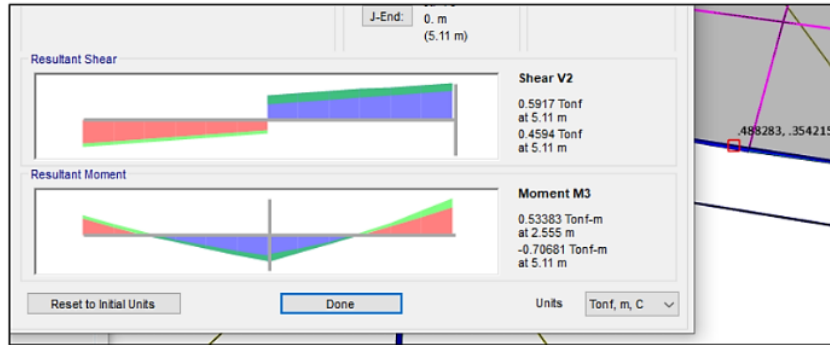 J-End:
0. m
(5.11 m)
Resultant Shear
Shear V2
0.5917 Tonf
at 5.11 m
0.4594 Tonf
at 5.11 m
.488283, .354215
Resultant Moment
Moment M3
0.53383 Tonf-m
at 2.555 m
-0.70681 Tonf-m
at 5.11 m
Reset to Initial Units
Done
Units
Tonf, m, C